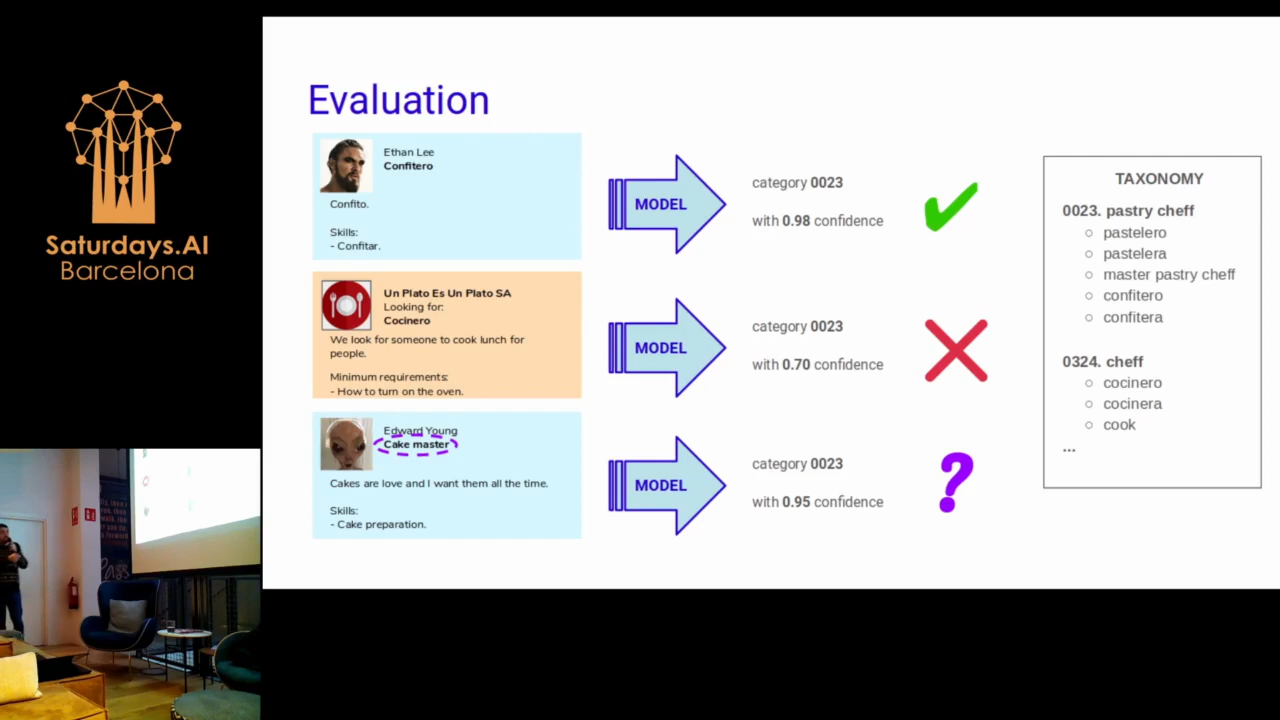 Saturdays.AI
Barcelona
Evaluation
Ethan Lee
Confitero
Confito.
Skills:
- Confitar.
MODEL
category 0023
with 0.98 confidence
Un Plato Es Un Plato SA
Looking for:
Cocinero
We look for someone to cook lunch for
people.
Minimum requirements:
- How to turn on the oven.
MODEL
category 0023
with 0.70 confidence
Edward Young
Cake master
Cakes are love and I want them all the time.
Skills:
- Cake preparation.
MODEL
category 0023
with 0.95 confidence
?
TAXONOMY
0023. pastry cheff
○ pastelero
○ pastelera
○ master pastry cheff
○ confitero
○ confitera
0324. cheff
○ cocinero
○ cocinera
○ cook
...